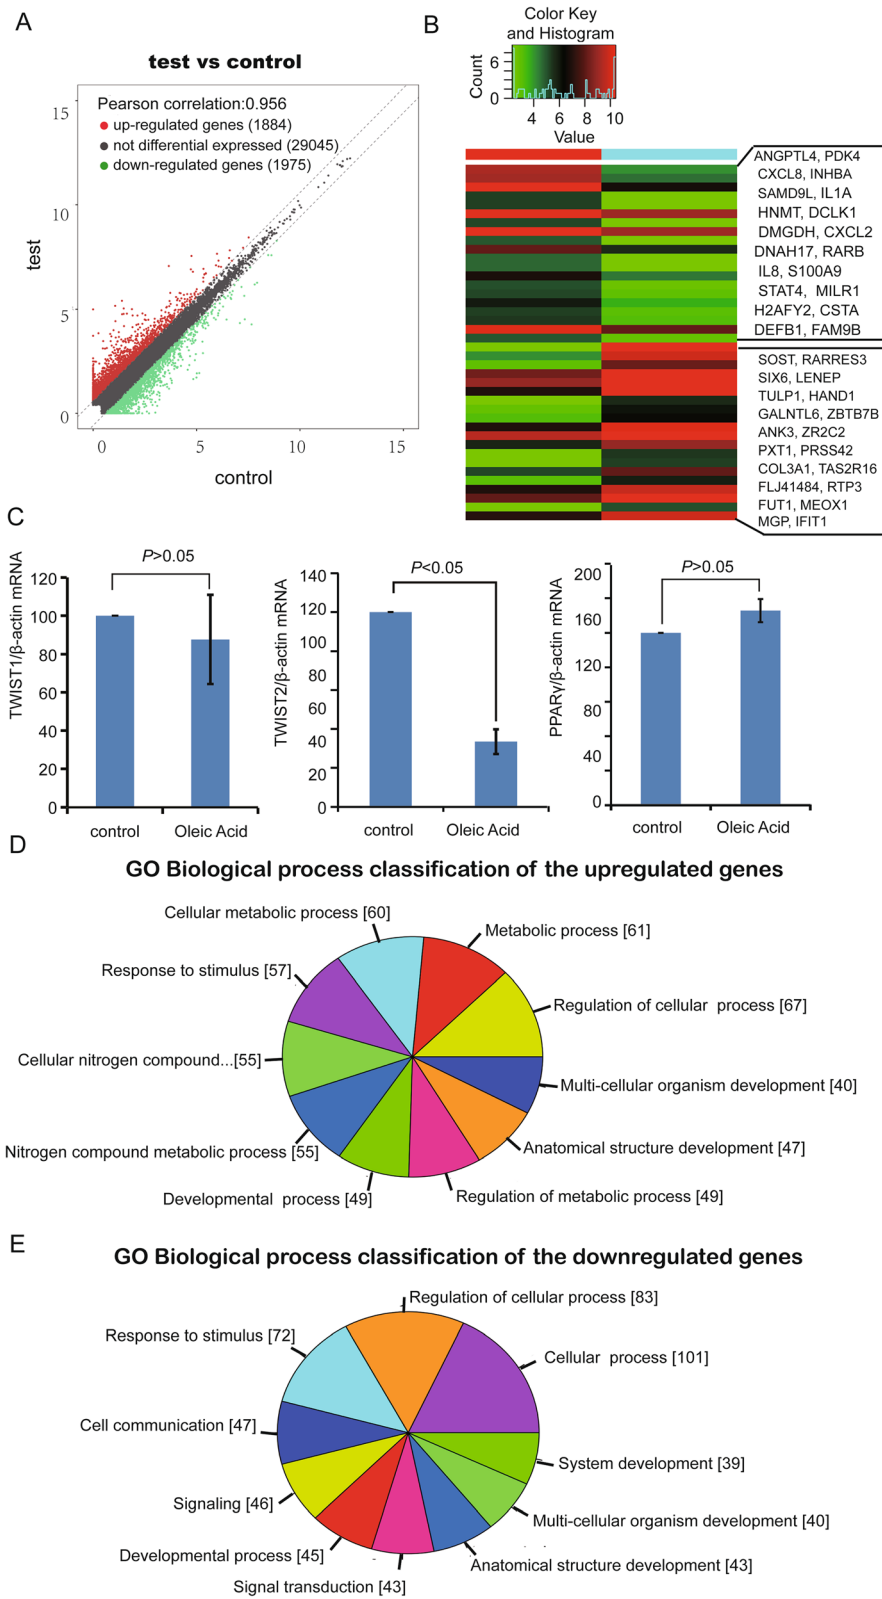 A
test vs control
Pearson correlation:0.956
up-regulated genes (1884)
not differential expressed (29045)
down-regulated genes (1975)
15
10
5
0
test
0 5 10 15
control
B
Color Key
and Histogram
Count
6
4
2
0
4 6 8 10
Value
ANGPTL4, PDK4
CXCL8, INHBA
SAMD9L, IL1A
HNMT, DCLK1
DMGDH, CXCL2
DNAH17, RARB
IL8, S100A9
STAT4, MILR1
H2AFY2, CSTA
DEFB1, FAM9B
SOST, RARRES3
SIX6, LENEP
TULP1, HAND1
GALNTL6, ZBTB7B
ANK3, ZR2C2
PXT1, PRSS42
COL3A1, TAS2R16
FLJ41484, RTP3
FUT1, MEOX1
MGP, IFIT1
C
P>0.05
TWIST1/β-actin mRNA
120
100
80
60
40
20
0
control Oleic Acid
P<0.05
TWIST2/β-actin mRNA
140
120
100
80
60
40
20
0
control Oleic Acid
P>0.05
PPARγ/β-actin mRNA
200
160
120
80
40
0
control Oleic Acid
D
GO Biological process classification of the upregulated genes
Cellular metabolic process [60]
Metabolic process [61]
Response to stimulus [57]
Regulation of cellular process [67]
Cellular nitrogen compound...[55]
Multi-cellular organism development [40]
Nitrogen compound metabolic process [55]
Anatomical structure development [47]
Developmental process [49]
Regulation of metabolic process [49]
E
GO Biological process classification of the downregulated genes
Regulation of cellular process [83]
Response to stimulus [72]
Cellular process [101]
Cell communication [47]
System development [39]
Signaling [46]
Multi-cellular organism development [40]
Developmental process [45]
Anatomical structure development [43]
Signal transduction [43]